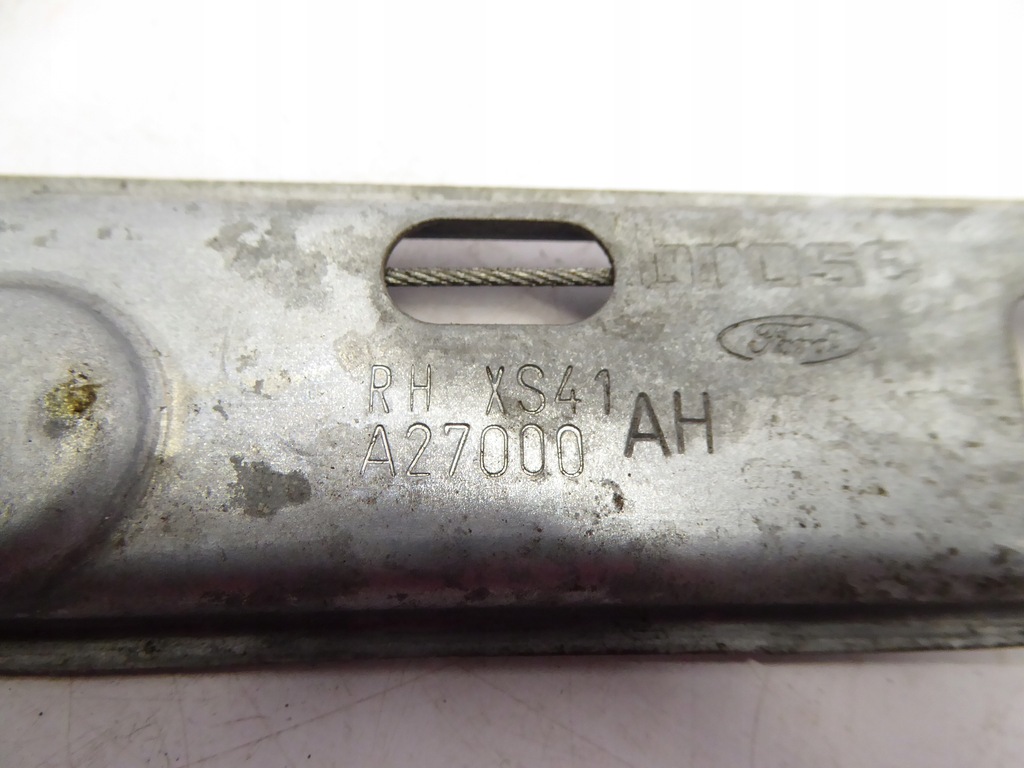 brose
Ford
RH XS41
A27000 AH